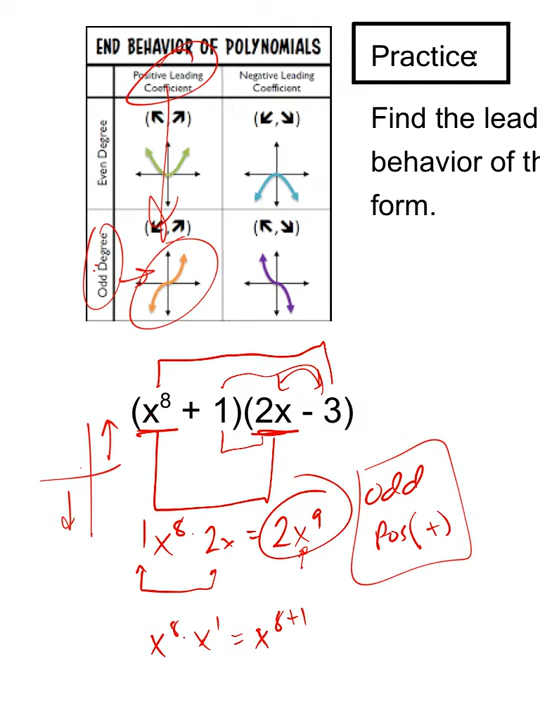 END BEHAVIOR OF POLYNOMIALS
Positive Leading
Coefficient
Negative Leading
Coefficient
Even Degree
(↖,↗)
(↙,↘)
Odd Degree
(↙,↗)
(↖,↘)
Practice:
Find the lead
behavior of th
form.
(x⁸ + 1)(2x - 3)
1x⁸ · 2x = 2x⁹
odd
Pos(+)
x⁸ · x¹ = x⁸⁺¹